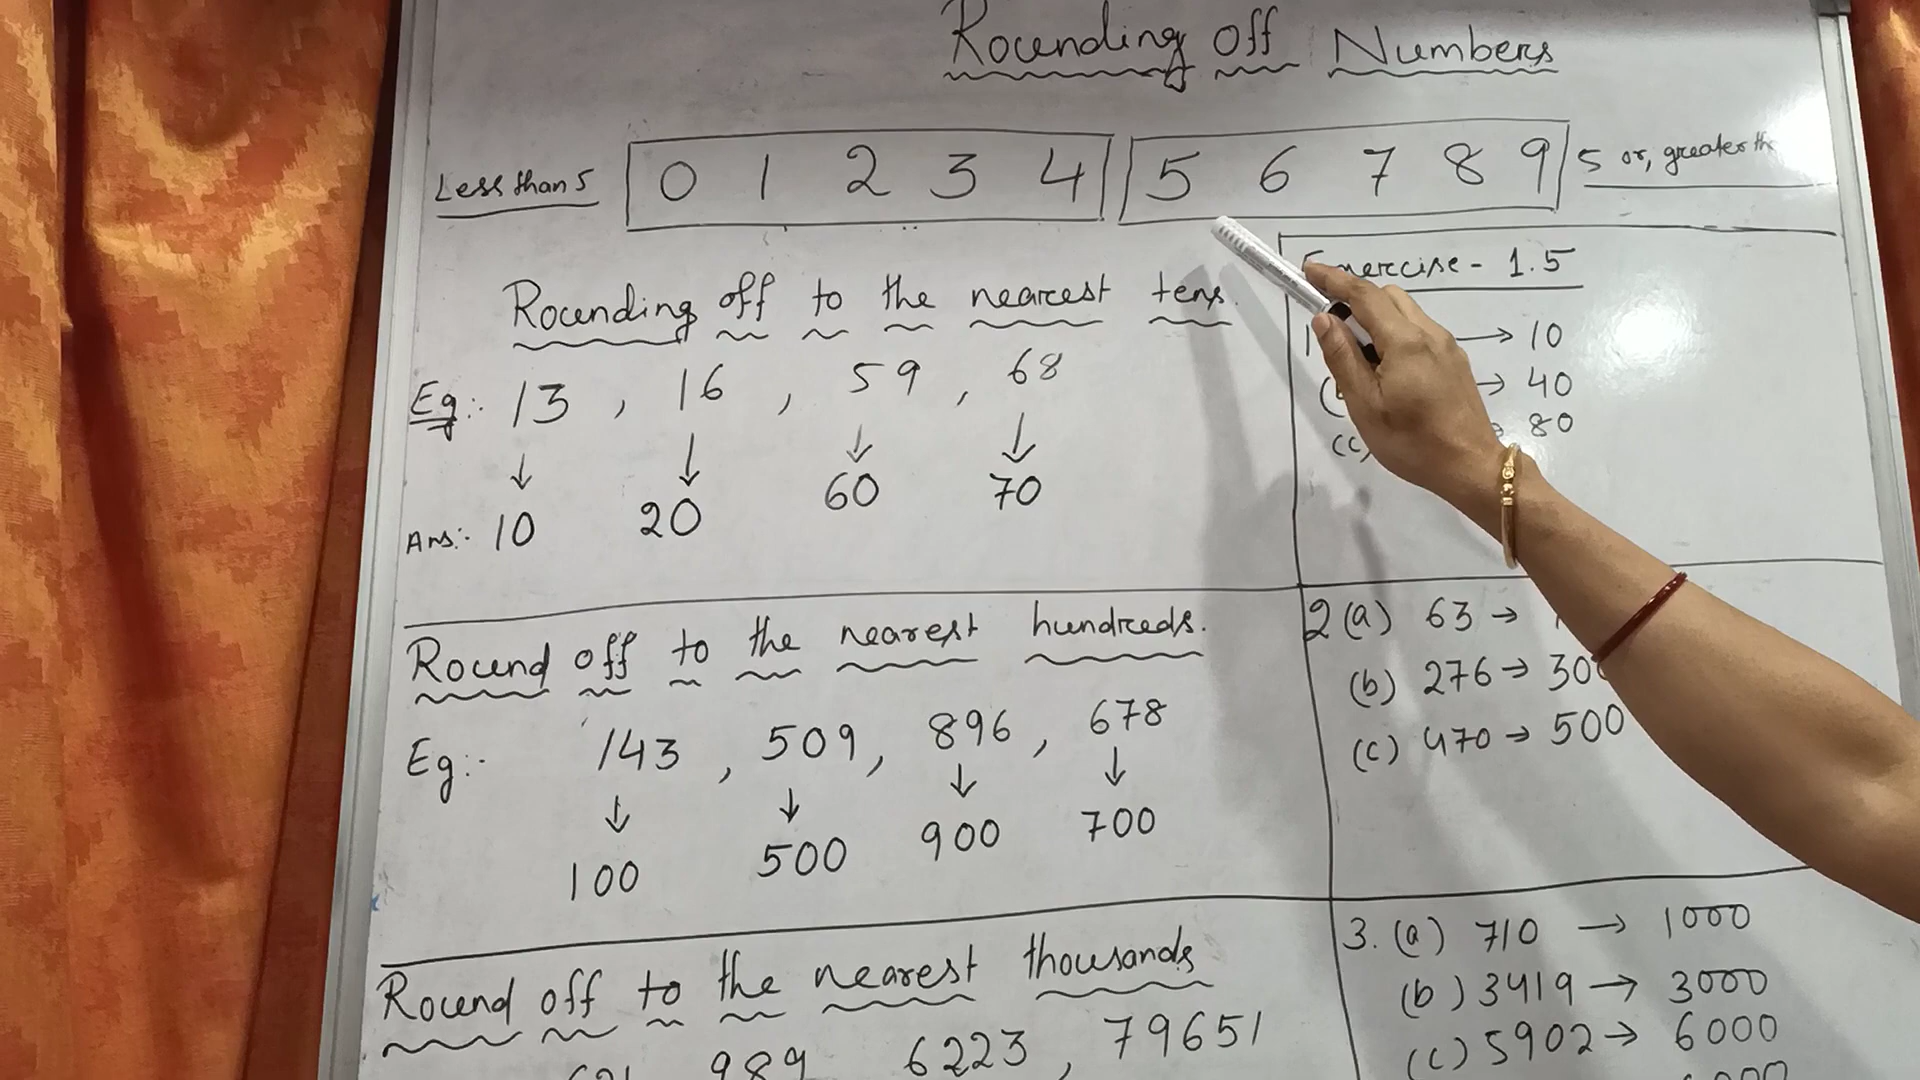 Rounding off Numbers
Less than 5 0 1 2 3 4 5 6 7 8 9 5 or, greater
Rounding off to the nearest tens.
Eg:- 13, 16, 59, 68
↓ ↓ ↓ ↓
Ans:- 10 20 60 70
Round off to the nearest hundreds.
Eg:- 143, 509, 896, 678
↓ ↓ ↓ ↓
100 500 900 700
Round off to the nearest thousands
989 6223, 79651
- 1.5
→ 10
→ 40
80
(c)
2 (a) 63 →
(b) 276 →
(c) 470 → 500
3. (a) 710 → 1000
(b) 3419 → 3000
(c) 5902 → 6000